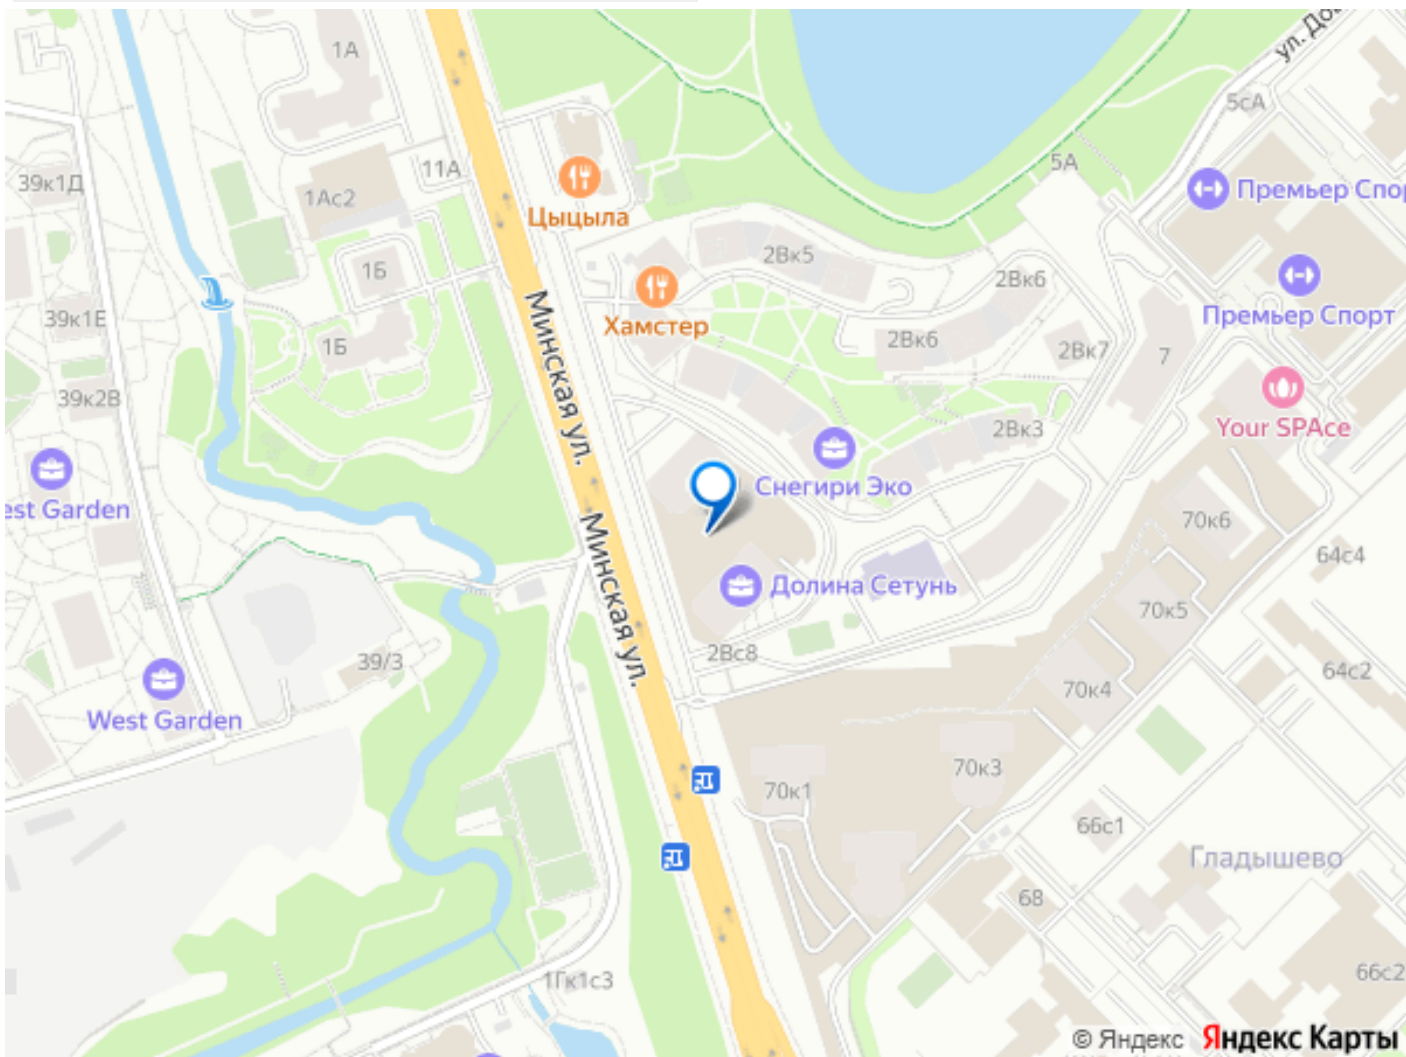 ул. Дов
1А
5сА
11А
5А
39к1Д
1Ас2
Премьер Спор
Цыцыла
2Вк5
1Б
2Вк6
39к1Е
Хамстер
Премьер Спорт
1Б
2Вк6
2Вк7
7
39к2В
Минская ул.
2Вк3
Your SPAce
Снегири Эко
est Garden
70к6
Минская ул.
64с4
Долина Сетунь
70к5
39/3
2Вс8
64с2
70к4
West Garden
70к3
70к1
66с1
Гладышево
68
66с2
1Гк1с3
© Яндекс Яндекс Карты